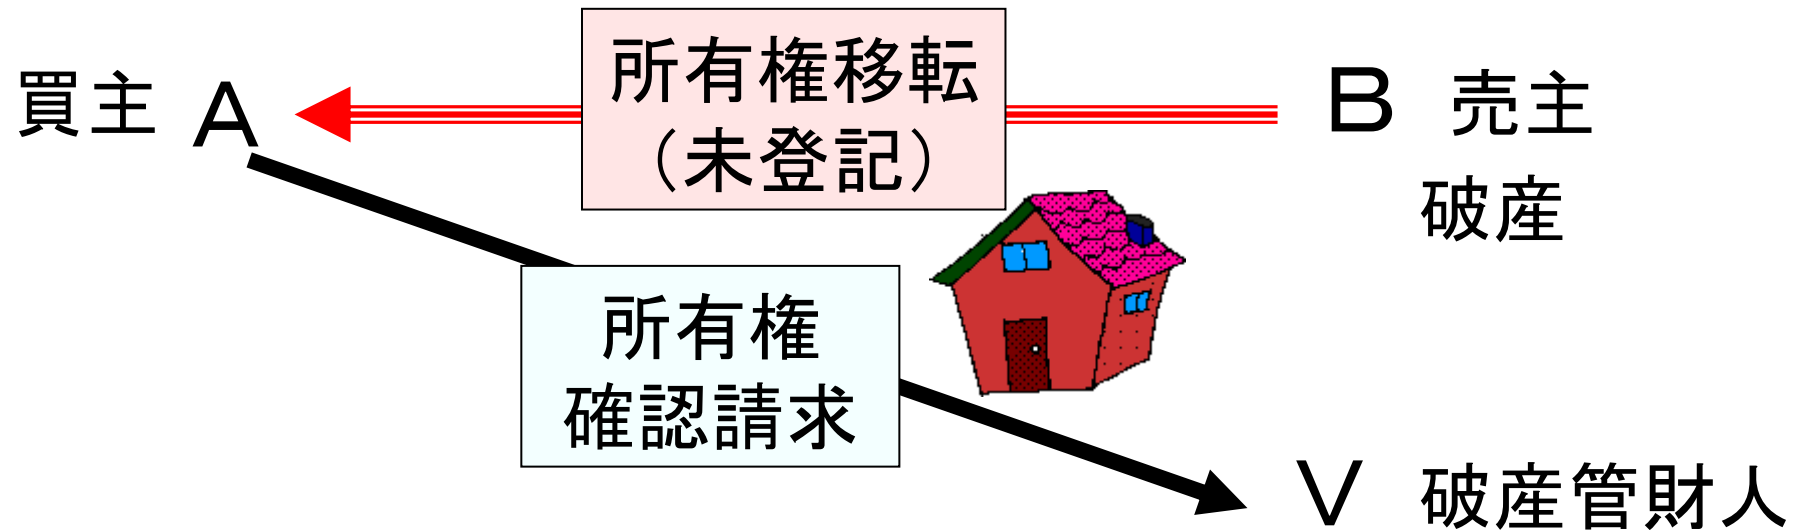 買主 A
所有権移転
（未登記）
B 売主
破産
所有権
確認請求
V 破産管財人